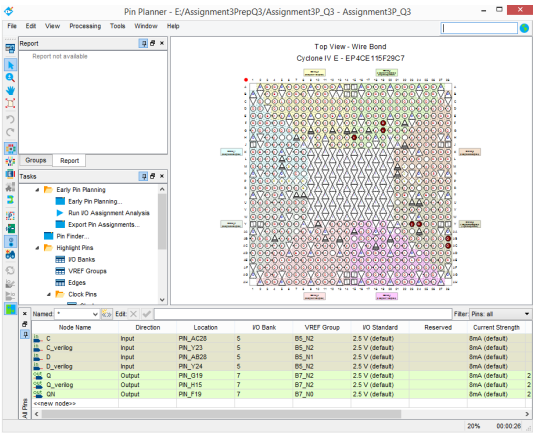 Pin Planner - E:/Assignment3PrepQ3/Assignment3P_Q3 - Assignment3P_Q3
File Edit View Processing Tools Window Help
Report
Report not available
Groups Report
Tasks
Early Pin Planning
Early Pin Planning...
Run I/O Assignment Analysis
Export Pin Assignments...
Pin Finder...
Highlight Pins
I/O Banks
VREF Groups
Edges
Clock Pins
Top View - Wire Bond
Cyclone IV E - EP4CE115F29C7
Named: * Edit: Filter: Pins: all
Node Name Direction Location I/O Bank VREF Group I/O Standard Reserved Current Strength
C Input PIN_AC28 5 B5_N2 2.5 V (default) 8mA (default)
C_verilog Input PIN_Y23 5 B5_N2 2.5 V (default) 8mA (default)
D Input PIN_AB28 5 B5_N1 2.5 V (default) 8mA (default)
D_verilog Input PIN_Y24 5 B5_N2 2.5 V (default) 8mA (default)
Q Output PIN_G19 7 B7_N2 2.5 V (default) 8mA (default) 2
Q_verilog Output PIN_H15 7 B7_N2 2.5 V (default) 8mA (default) 2
QN Output PIN_F19 7 B7_N0 2.5 V (default) 8mA (default) 2
<<new node>>
All Pins
20% 00:00:26